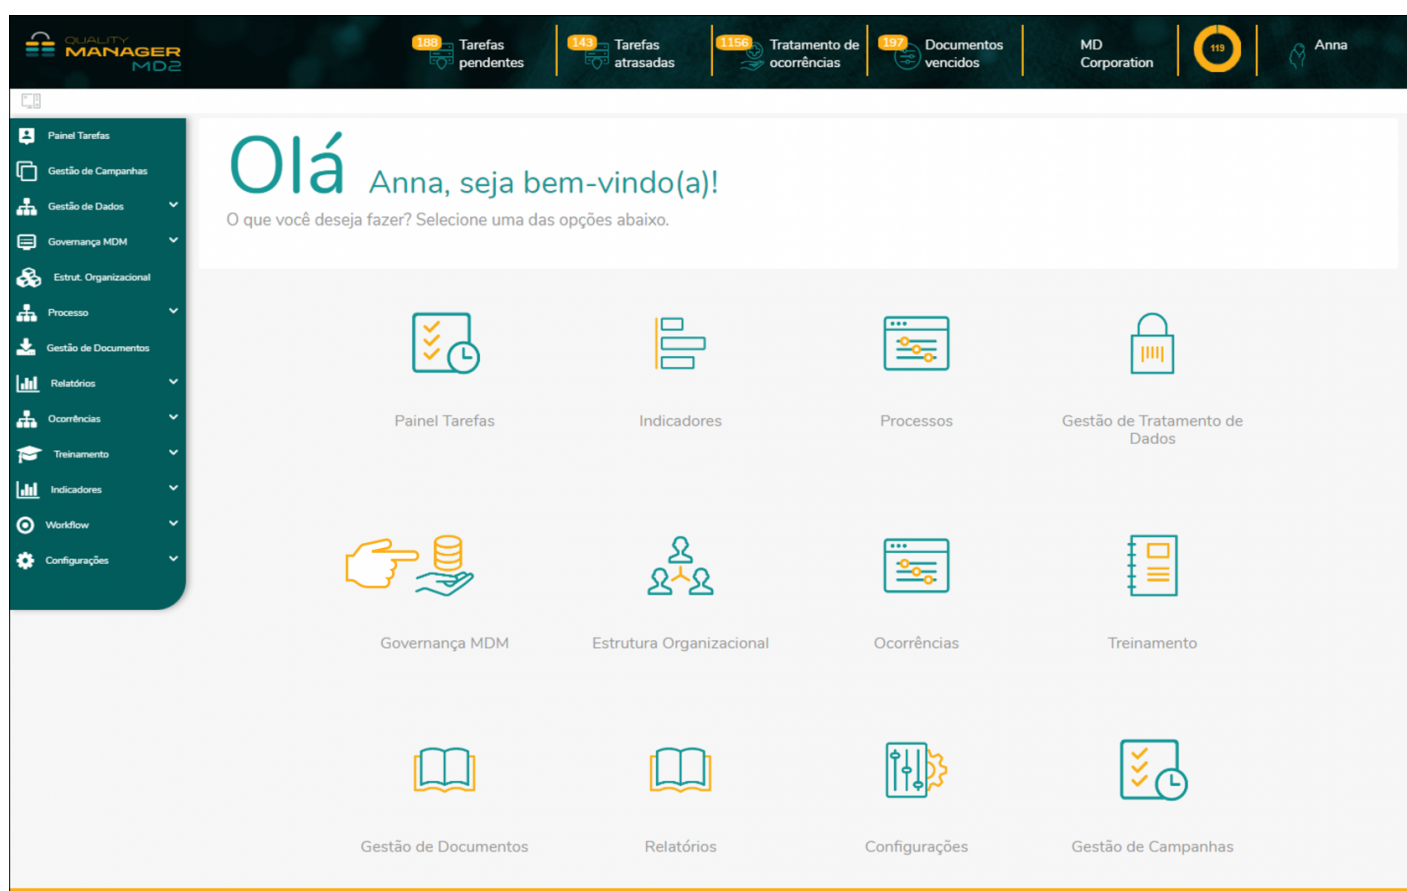 QUALITY
MANAGER
MD2
188 Tarefas
pendentes
143 Tarefas
atrasadas
1156 Tratamento de
ocorrências
197 Documentos
vencidos
MD
Corporation
119
Anna
Painel Tarefas
Gestão de Campanhas
Gestão de Dados
Governança MDM
Estrut. Organizacional
Processo
Gestão de Documentos
Relatórios
Ocorrências
Treinamento
Indicadores
Workflow
Configurações
Olá Anna, seja bem-vindo(a)!
O que você deseja fazer? Selecione uma das opções abaixo.
Painel Tarefas
Indicadores
Processos
Gestão de Tratamento de
Dados
Governança MDM
Estrutura Organizacional
Ocorrências
Treinamento
Gestão de Documentos
Relatórios
Configurações
Gestão de Campanhas